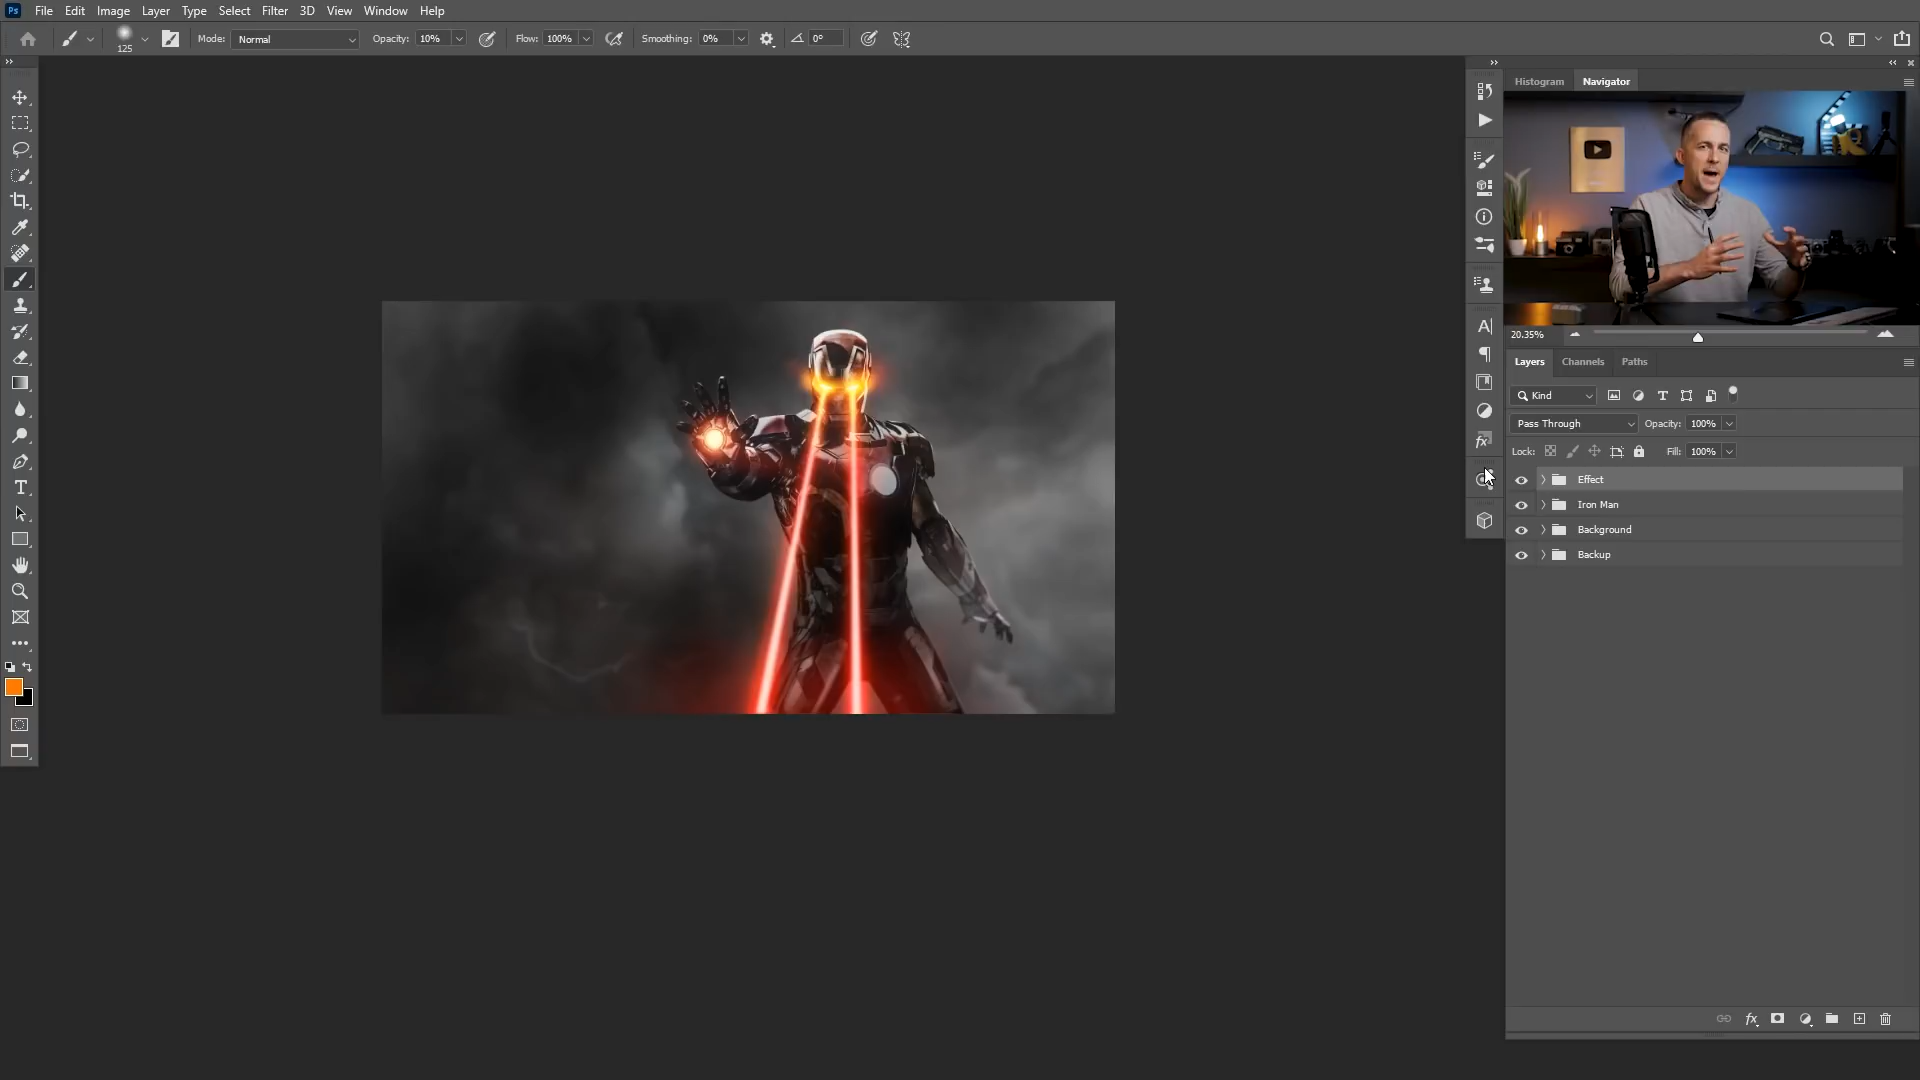 Ps File Edit Image Layer Type Select Filter 3D View Window Help
125 Mode: Normal Opacity: 10% Flow: 100% Smoothing: 0% 0°
Histogram Navigator
20.35%
Layers Channels Paths
Kind
Pass Through Opacity: 100%
Lock: Fill: 100%
Effect
Iron Man
Background
Backup